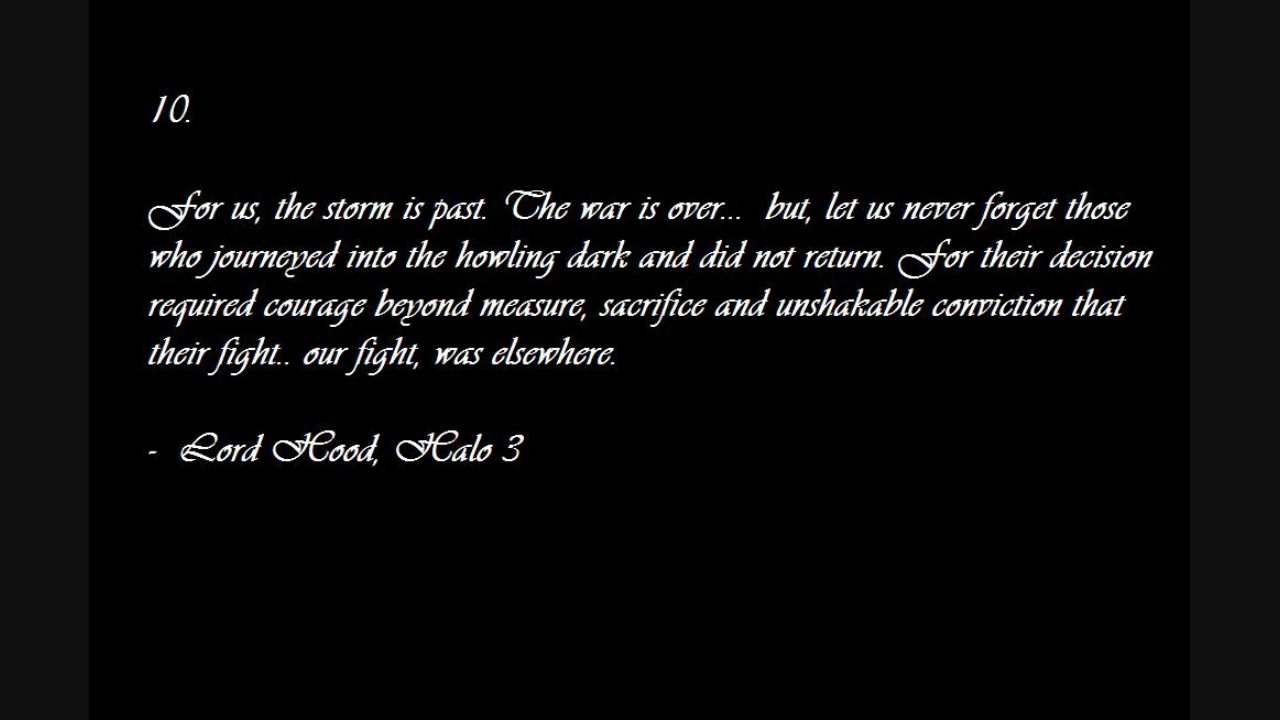 10.
For us, the storm is past. The war is over... but, let us never forget those
who journeyed into the howling dark and did not return. For their decision
required courage beyond measure, sacrifice and unshakable conviction that
their fight.. our fight, was elsewhere.
- Lord Hood, Halo 3